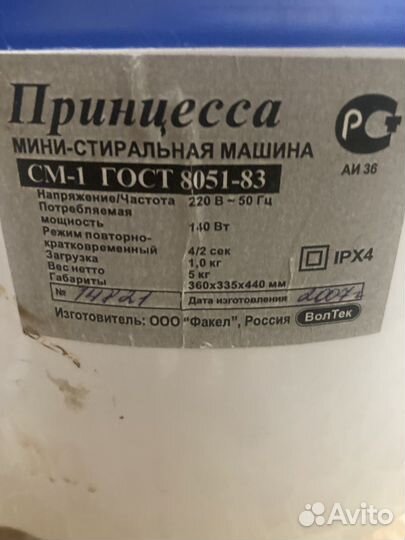 Принцесса
МИНИ-СТИРАЛЬНАЯ МАШИНА
СМ-1 ГОСТ 8051-83
РС
АИ 36
Напряжение/Частота 220 В ~ 50 Гц
Потребляемая
мощность 140 Вт
Режим повторно-
кратковременный 4/2 сек
Загрузка 1,0 кг
Вес нетто 5 кг
Габариты 360х335х440 мм
IPX4
№ 14821 Дата изготовления 2007г
Изготовитель: ООО "Факел", Россия ВолТек
Avito